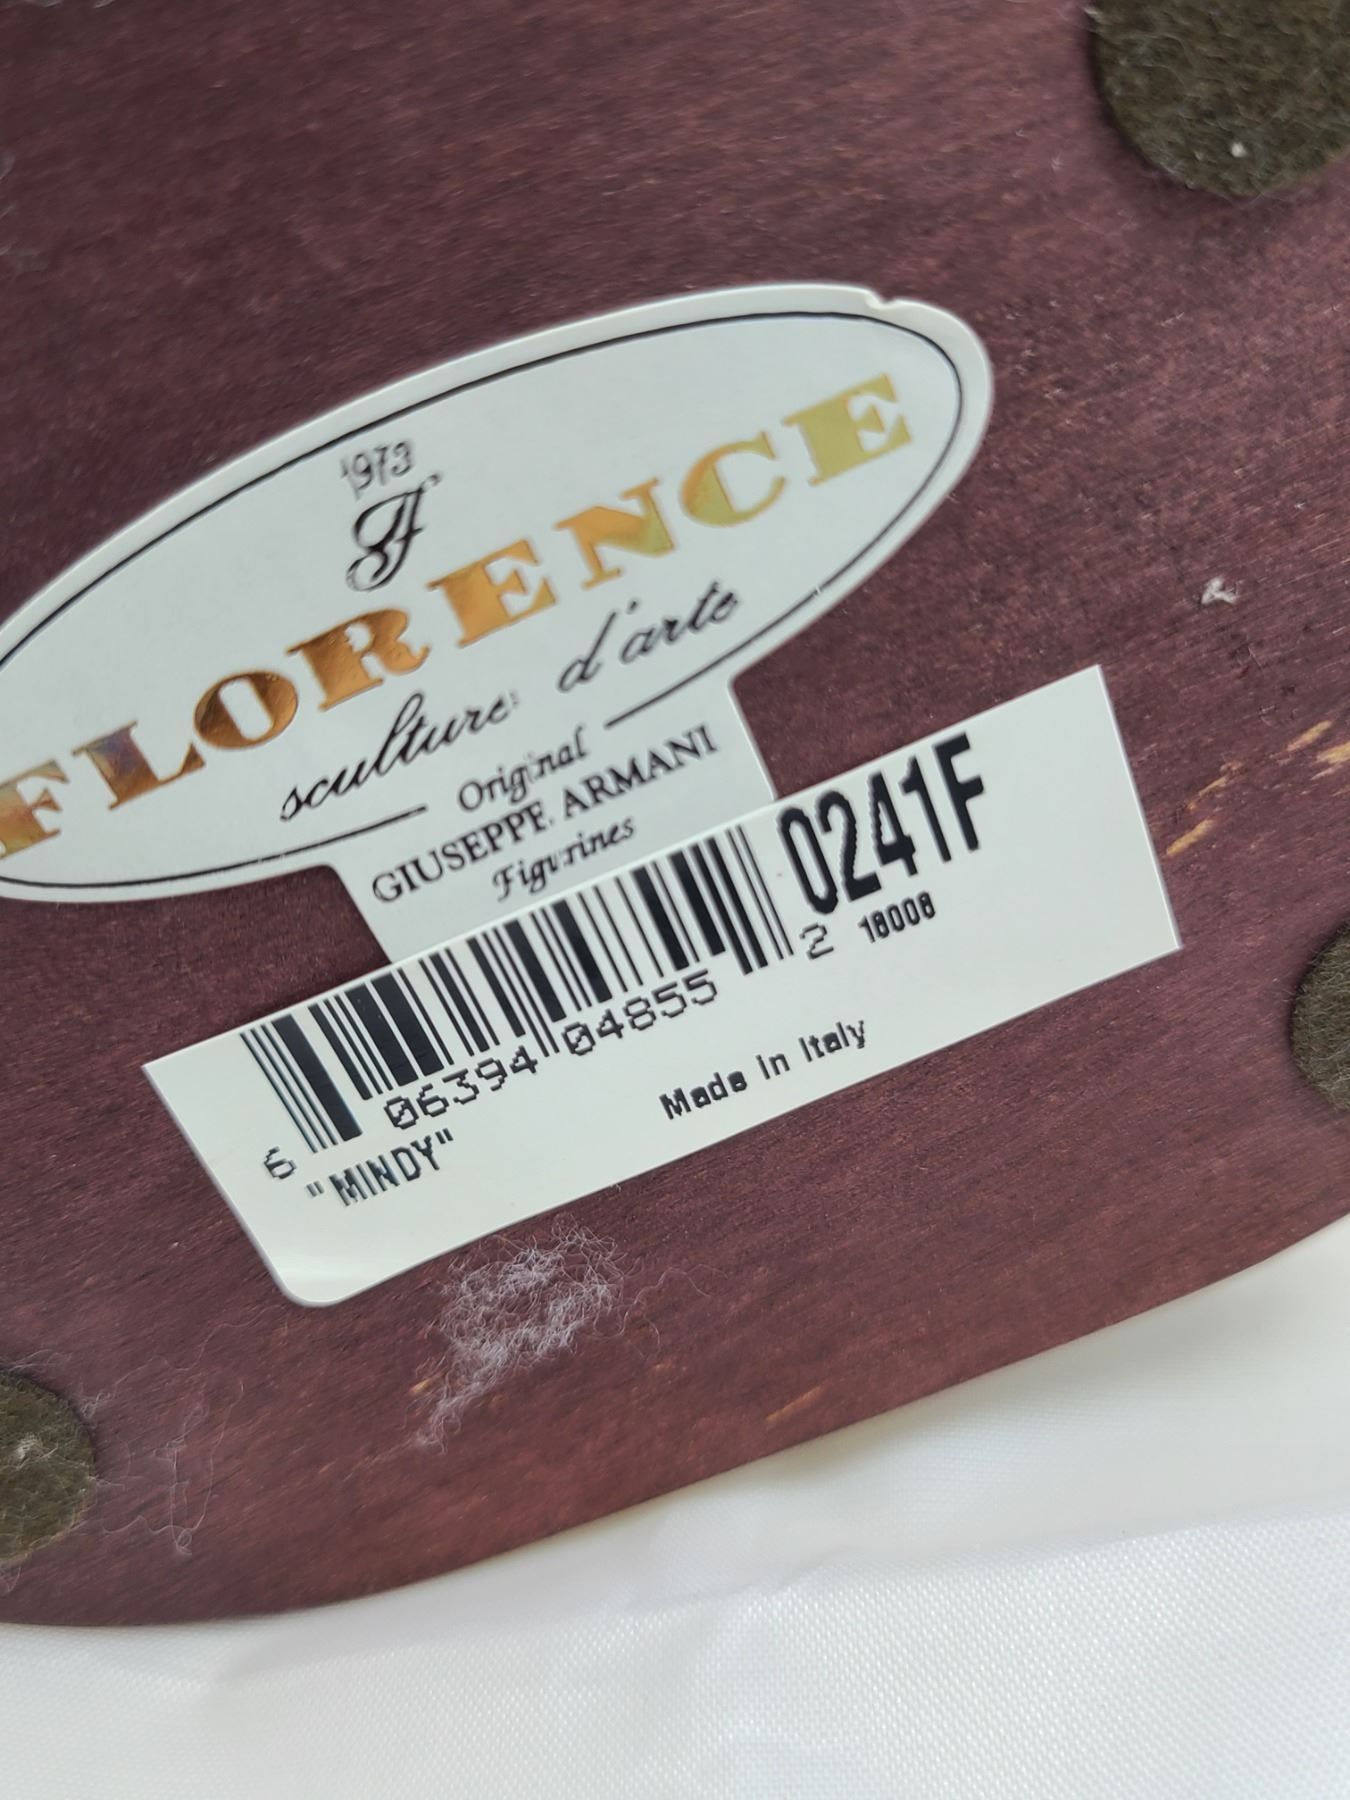 1973
F
FLORENCE
sculture d'arte
Original
GIUSEPPE ARMANI
Figurines
0241F
18008
6 06394 04855 2
"MINDY"
Made in Italy